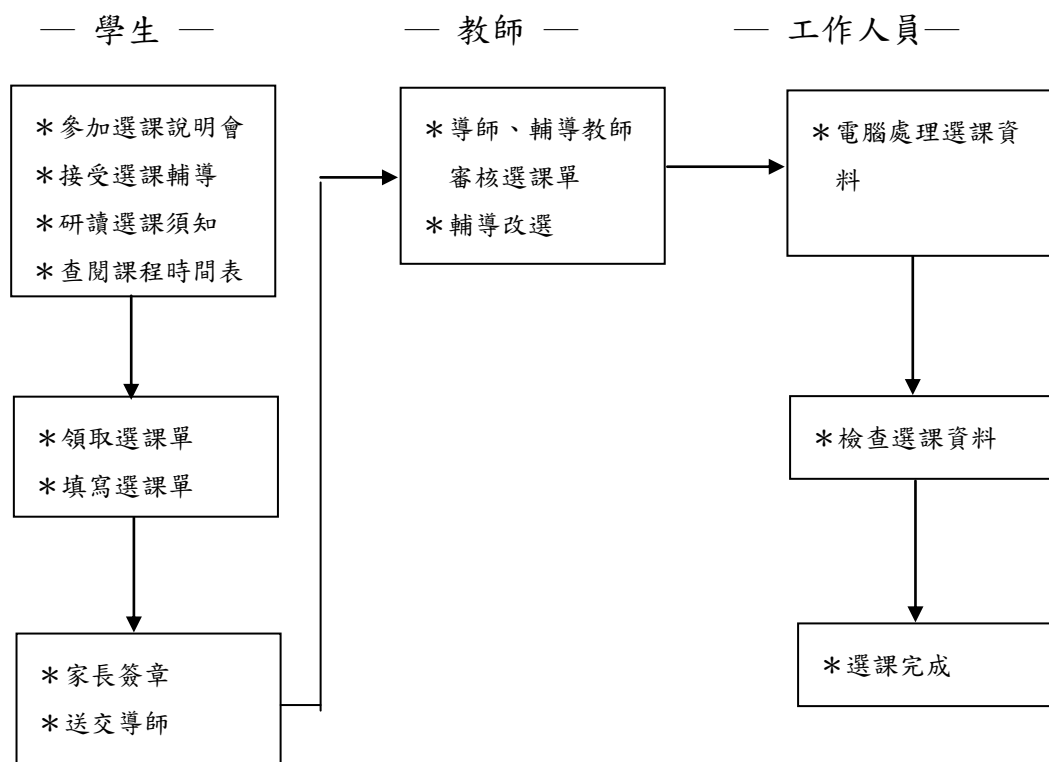 — 學生 —
— 教師 —
— 工作人員—
＊參加選課說明會
＊接受選課輔導
＊研讀選課須知
＊查閱課程時間表
＊領取選課單
＊填寫選課單
＊家長簽章
＊送交導師
＊導師、輔導教師
審核選課單
＊輔導改選
＊電腦處理選課資
料
＊檢查選課資料
＊選課完成